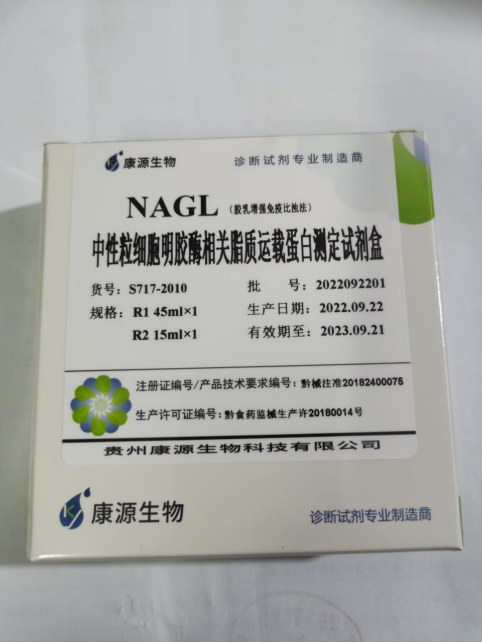 康源生物 诊断试剂专业制造商
NAGL (胶乳增强免疫比浊法)
中性粒细胞明胶酶相关脂质运载蛋白测定试剂盒
货号：S717-2010 批 号：2022092201
规格：R1 45ml×1 生产日期：2022.09.22
R2 15ml×1 有效期至：2023.09.21
注册证编号/产品技术要求编号：黔械注准20182400075
生产许可证编号：黔食药监械生产许20180014号
贵州康源生物科技有限公司
康源生物 诊断试剂专业制造商